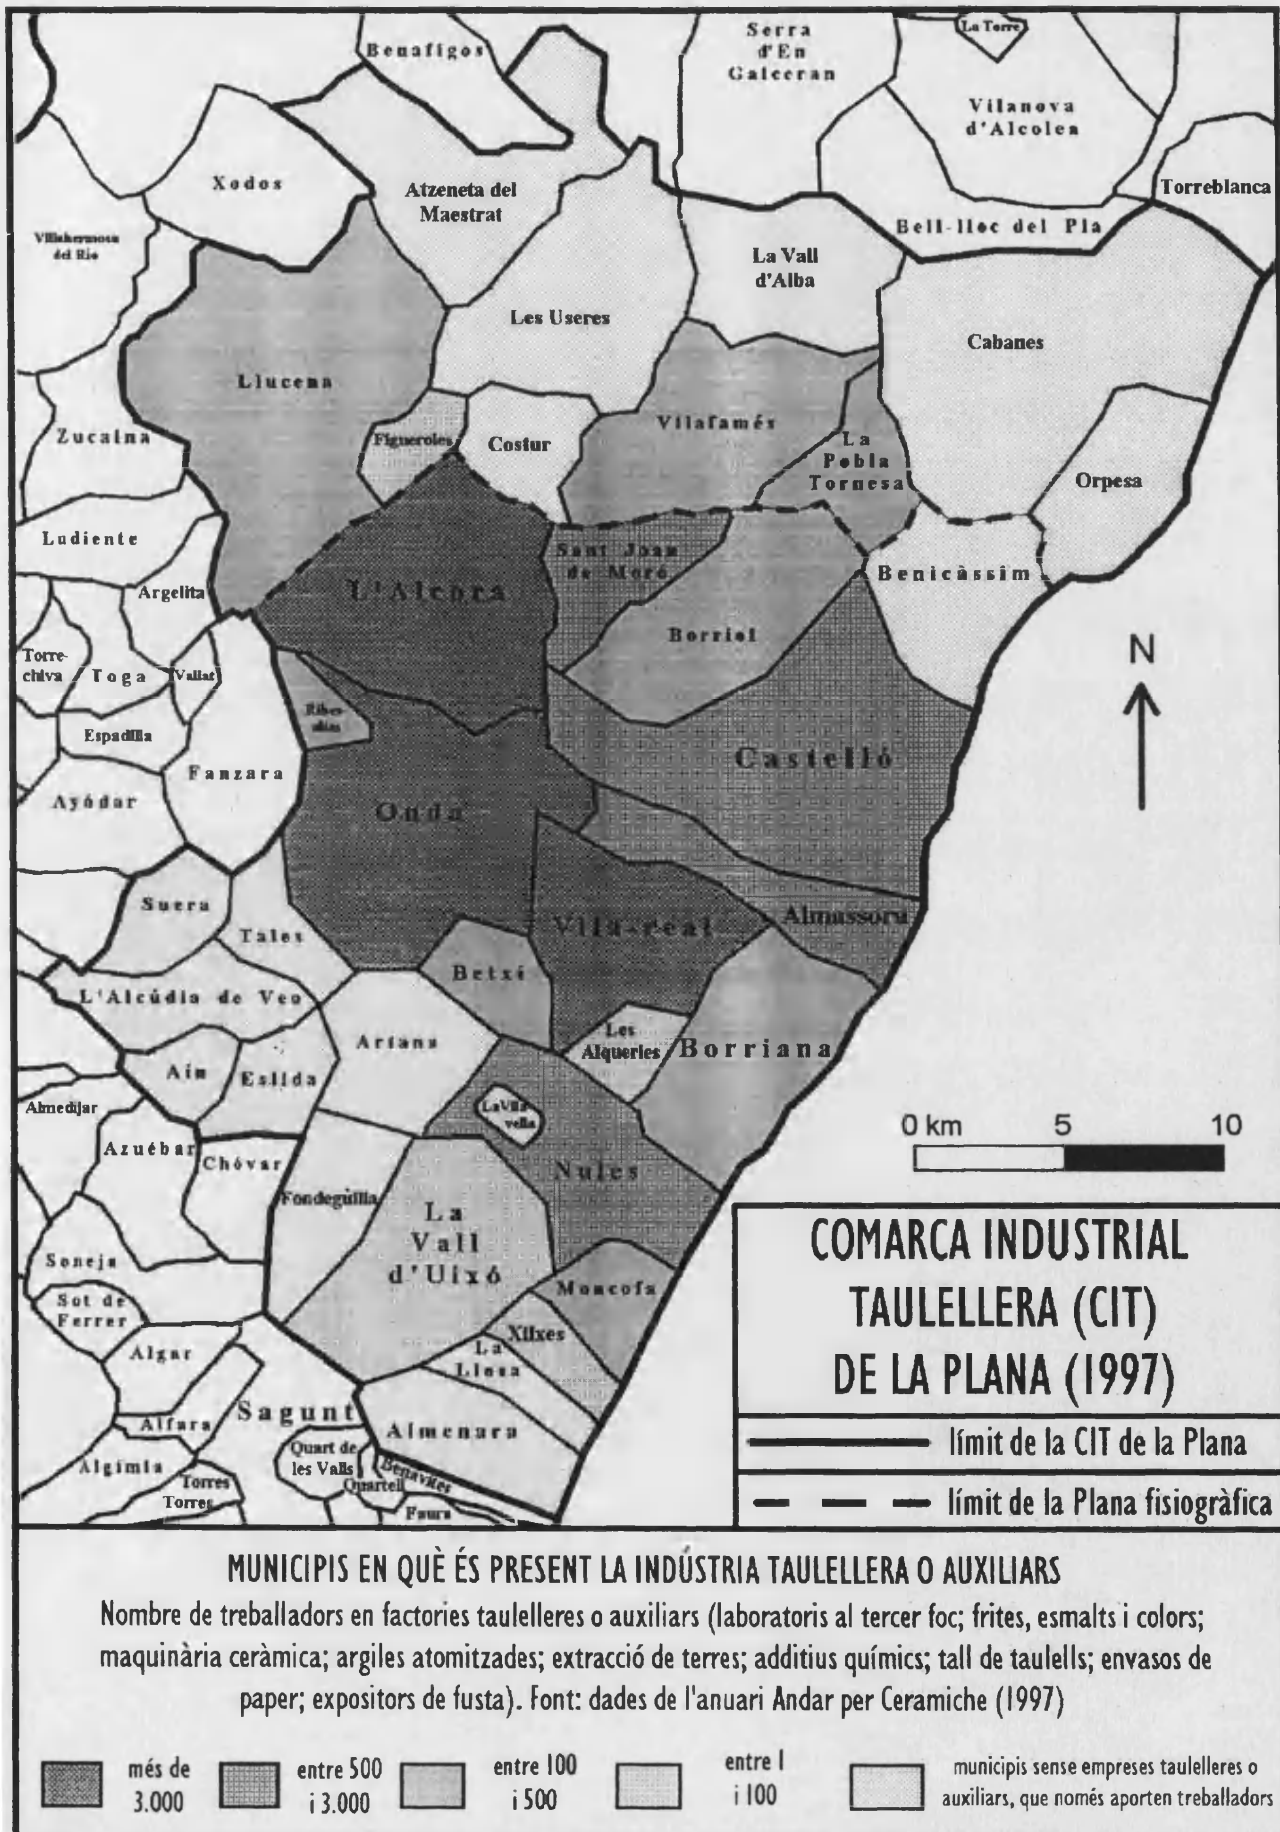 Benafigos
Serra
d'En
Galceran
La Torre
Vilanova
d'Alcolea
Xodos
Atzeneta del
Maestrat
Torreblanca
Bell-lloc del Pla
Villahermosa
del Rio
La Vall
d'Alba
Les Useres
Cabanes
Llucena
Zucaina
Figueroles
Costur
Vilafamés
La
Pobla
Tornesa
Orpesa
Ludiente
Sant Joan
de Moró
Benicàssim
L'Alcora
Argelita
Borriol
N
Torre-
chiva
Toga
Vallat
Ribes-
albes
Espadilla
Castelló
Fanzara
Ayódar
Onda
Suera
Vila-real
Almassora
Tales
Betxí
L'Alcúdia de Veo
Artana
Les
Alqueries
Borriana
Aín
Eslida
Almedíjar
La Vila-
vella
Azuébar
Chóvar
Nules
0 km 5 10
Fondeguilla
La
Vall
d'Uixó
Soneja
Moncofa
Sot de
Ferrer
Xilxes
La
Llosa
Algar
Sagunt
Alfara
Almenara
Quart de
les Valls
Algimia
Benavites
Quartell
Torres
Torres
Faura
COMARCA INDUSTRIAL
TAULELLERA (CIT)
DE LA PLANA (1997)
límit de la CIT de la Plana
límit de la Plana fisiogràfica
MUNICIPIS EN QUÈ ÉS PRESENT LA INDÚSTRIA TAULELLERA O AUXILIARS
Nombre de treballadors en factories taulelleres o auxiliars (laboratoris al tercer foc; frites, esmalts i colors;
maquinària ceràmica; argiles atomitzades; extracció de terres; additius químics; tall de taulells; envasos de
paper; expositors de fusta). Font: dades de l'anuari Andar per Ceramiche (1997)
més de
3.000
entre 500
i 3.000
entre 100
i 500
entre 1
i 100
municipis sense empreses taulelleres o
auxiliars, que només aporten treballadors